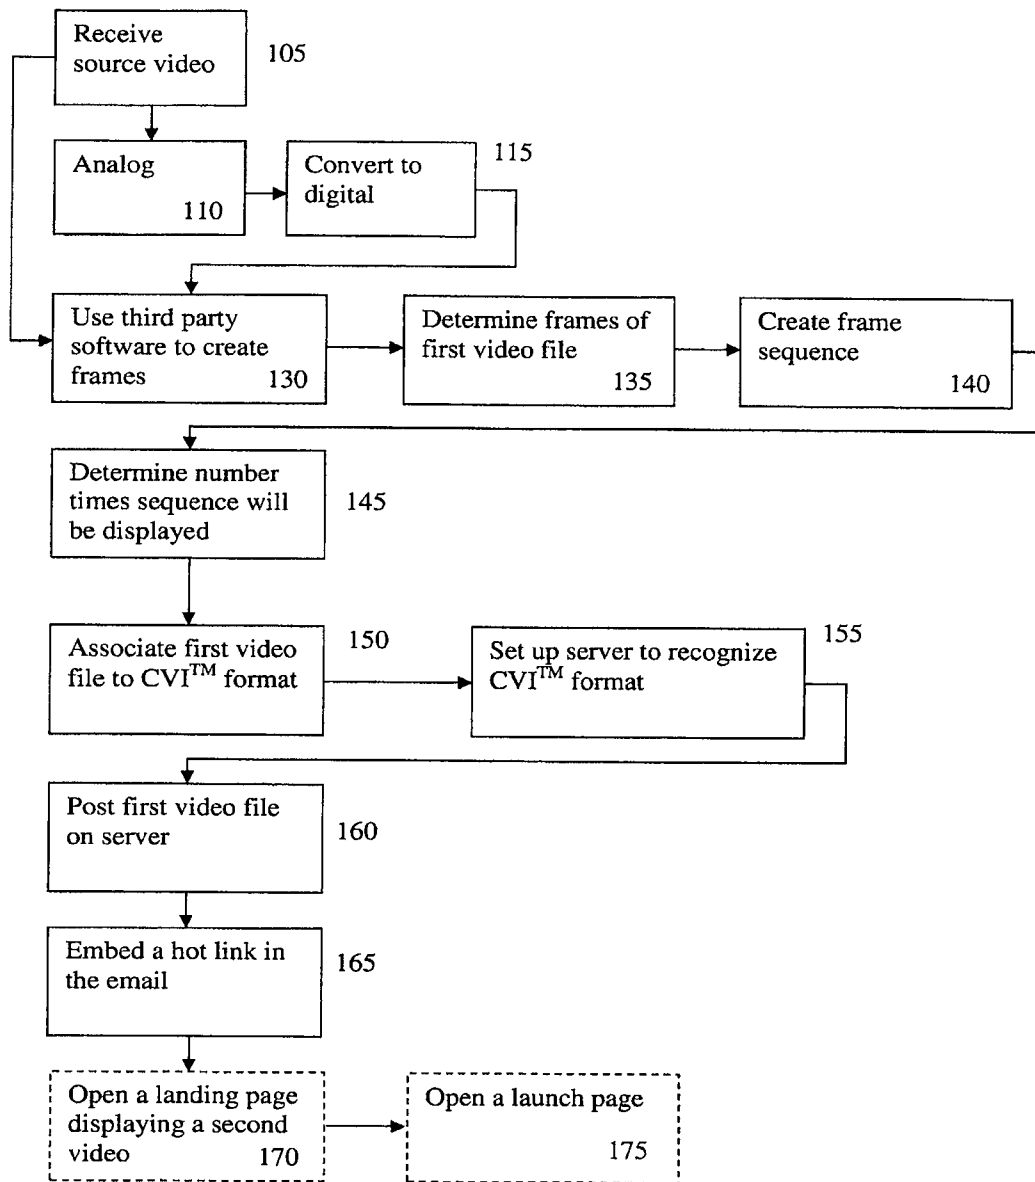 Receive
source video
105
Analog
110
Convert to
digital
115
Use third party
software to create
frames
130
Determine frames of
first video file
135
Create frame
sequence
140
Determine number
times sequence will
be displayed
145
Associate first video
file to CVI™ format
150
Set up server to recognize
CVI™ format
155
Post first video file
on server
160
Embed a hot link in
the email
165
Open a landing page
displaying a second
video
170
Open a launch page
175